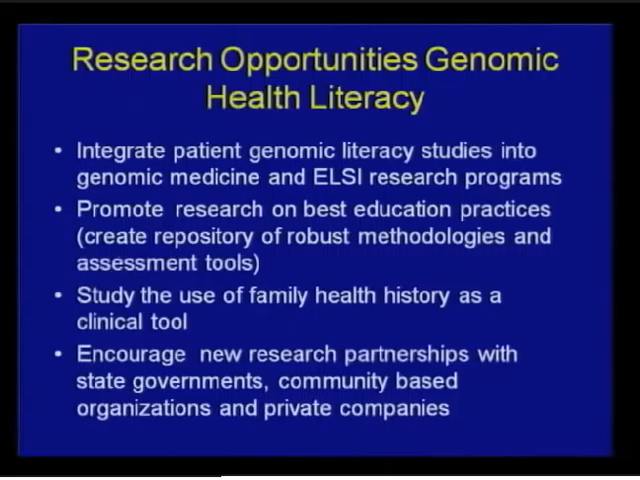 Research Opportunities Genomic
Health Literacy
• Integrate patient genomic literacy studies into
genomic medicine and ELSI research programs
• Promote research on best education practices
(create repository of robust methodologies and
assessment tools)
• Study the use of family health history as a
clinical tool
• Encourage new research partnerships with
state governments, community based
organizations and private companies